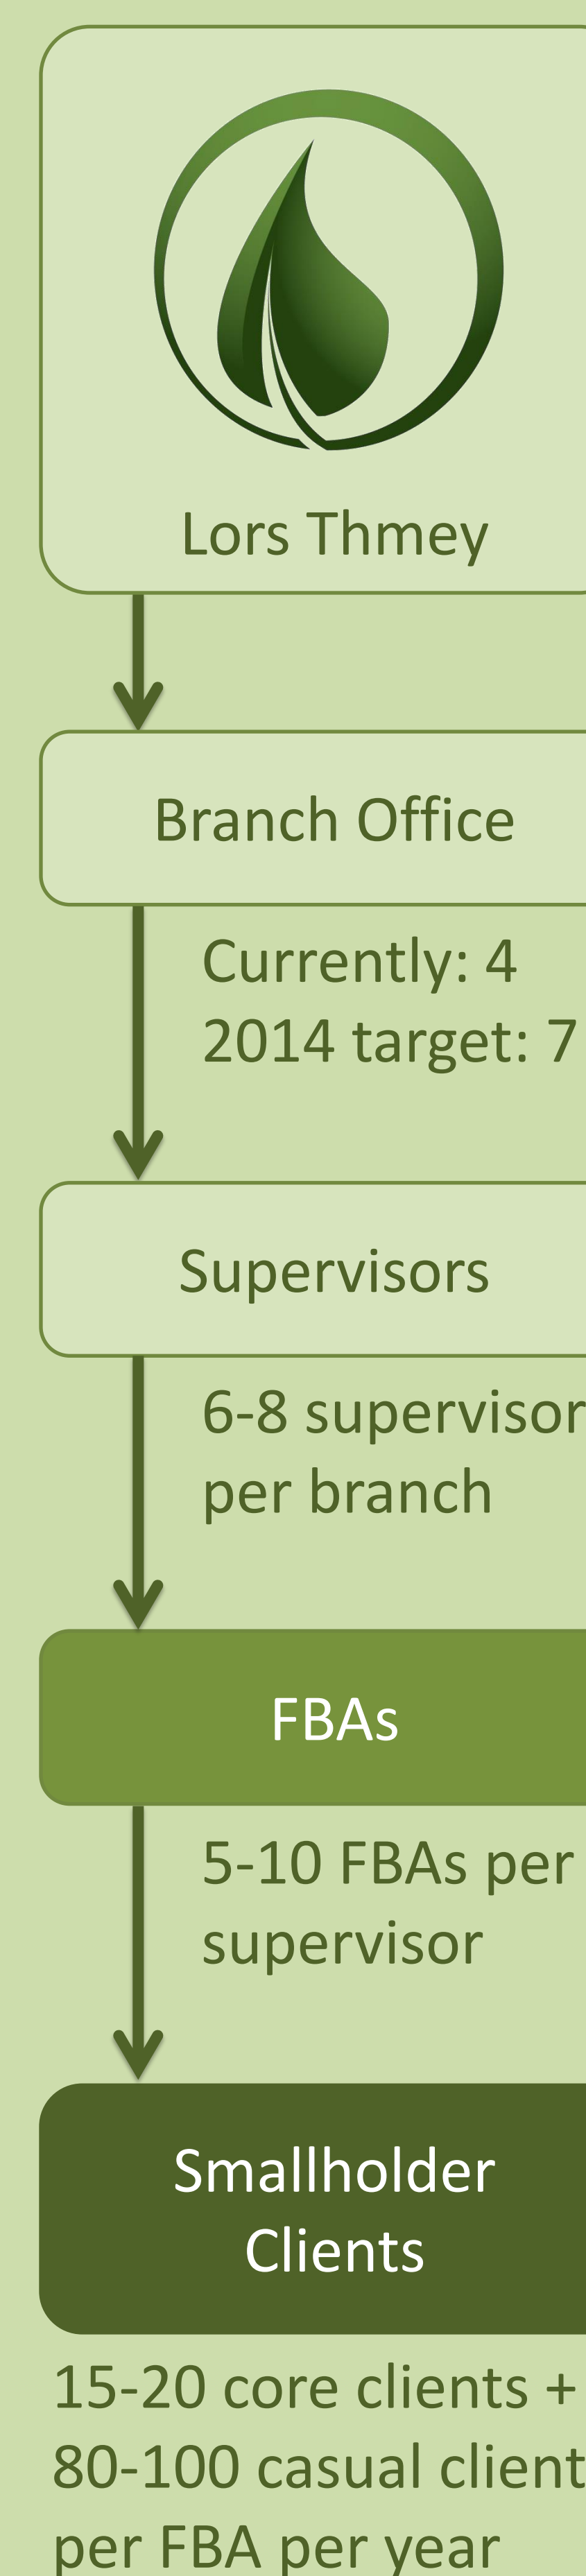 Lors Thmey
Branch Office
Currently: 4
2014 target: 7
Supervisors
6-8 supervisor
per branch
FBAs
5-10 FBAs per
supervisor
Smallholder
Clients
15-20 core clients +
80-100 casual client
per FBA per year